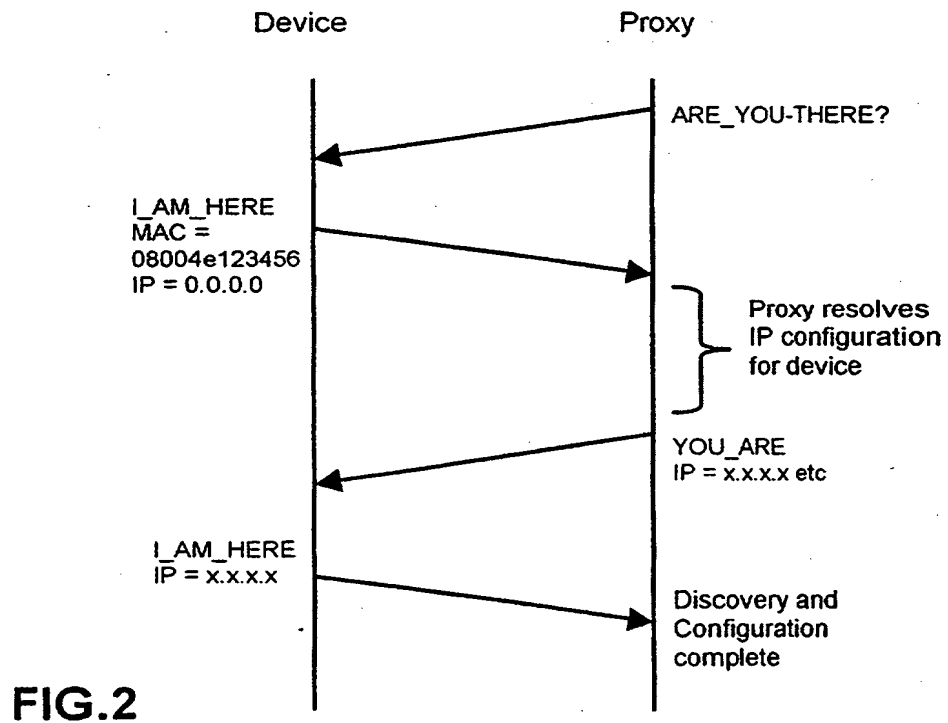 Device
Proxy
ARE_YOU-THERE?
I_AM_HERE
MAC =
08004e123456
IP = 0.0.0.0
Proxy resolves
IP configuration
for device
YOU_ARE
IP = x.x.x.x etc
I_AM_HERE
IP = x.x.x.x
Discovery and
Configuration
complete
FIG.2